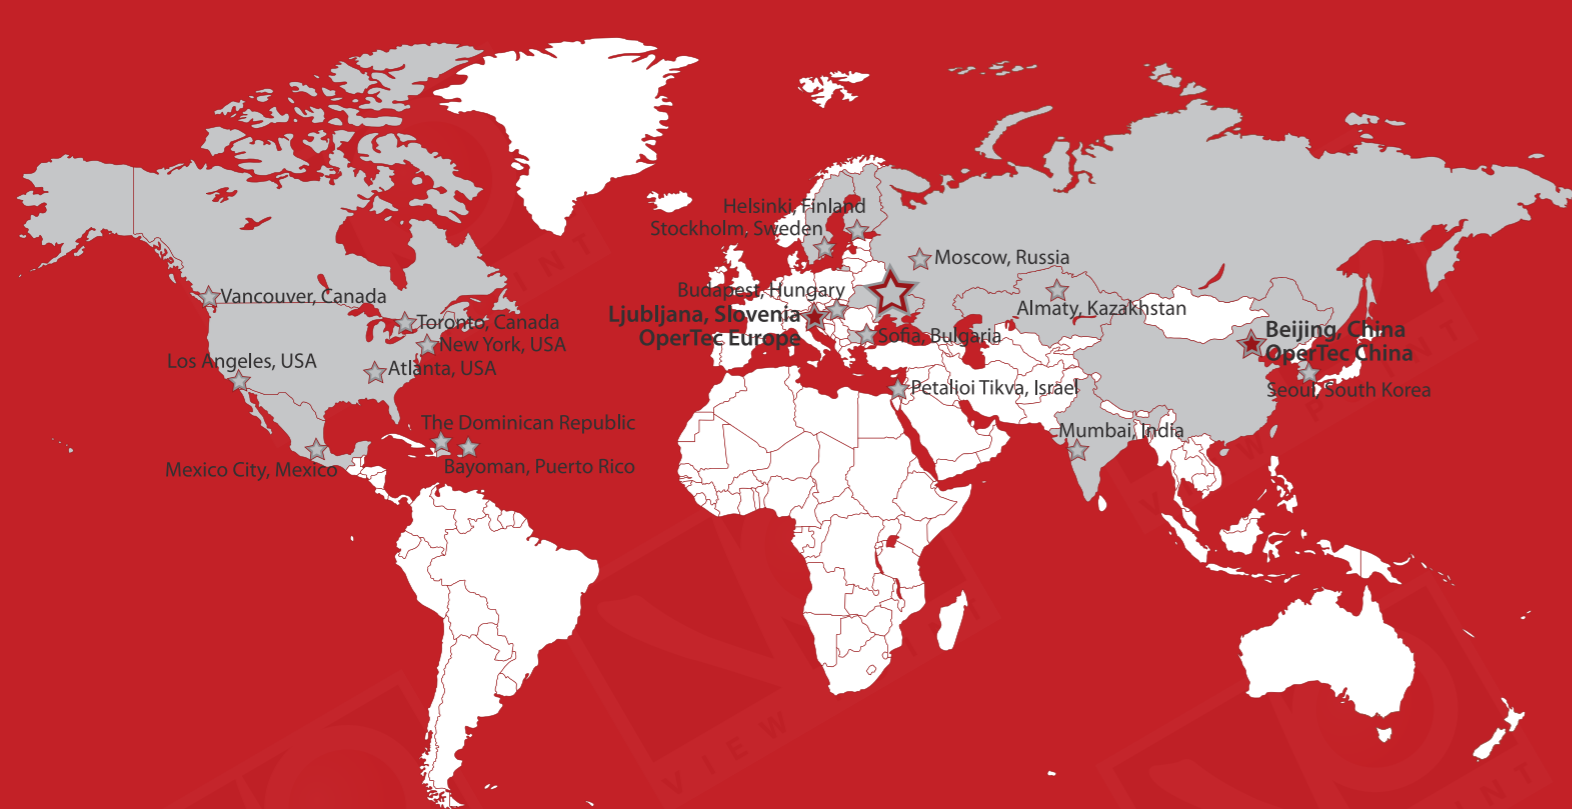 Helsinki, Finland
Stockholm, Sweden
Moscow, Russia
Budapest, Hungary
Vancouver, Canada
Almaty, Kazakhstan
Ljubljana, Slovenia
OperTec Europe
Toronto, Canada
Beijing, China
OperTec China
Sofia, Bulgaria
New York, USA
Los Angeles, USA
Atlanta, USA
Petalioi Tikva, Israel
Seoul, South Korea
The Dominican Republic
Mumbai, India
Mexico City, Mexico
Bayoman, Puerto Rico
VIEW